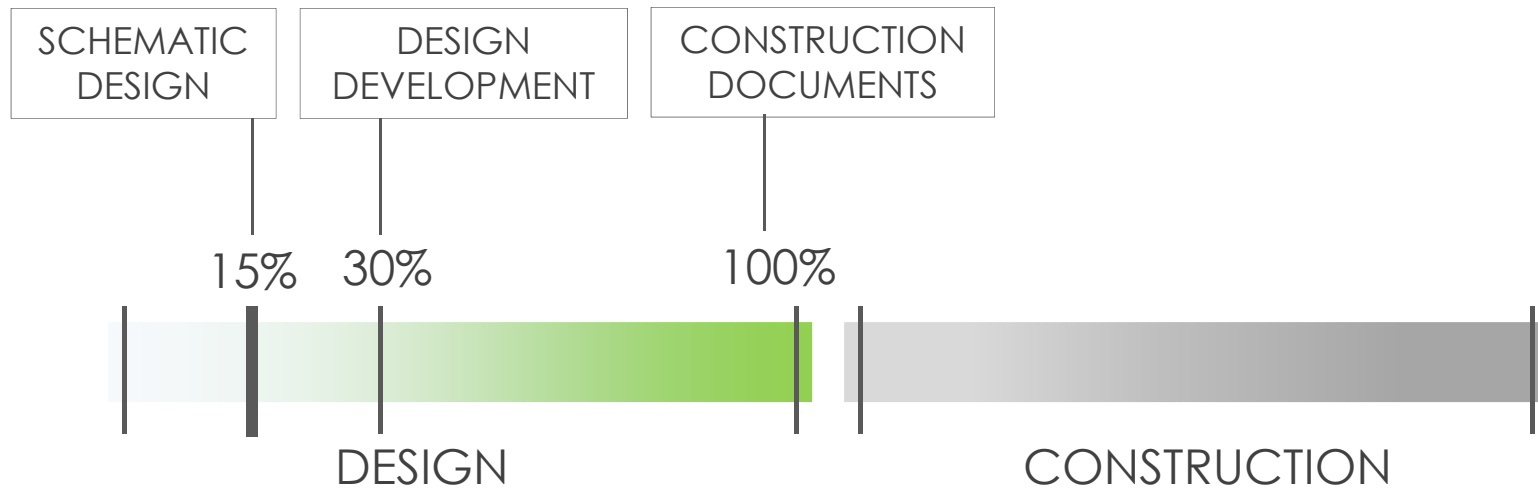 SCHEMATIC
DESIGN
DESIGN
DEVELOPMENT
CONSTRUCTION
DOCUMENTS
15%
30%
100%
DESIGN
CONSTRUCTION